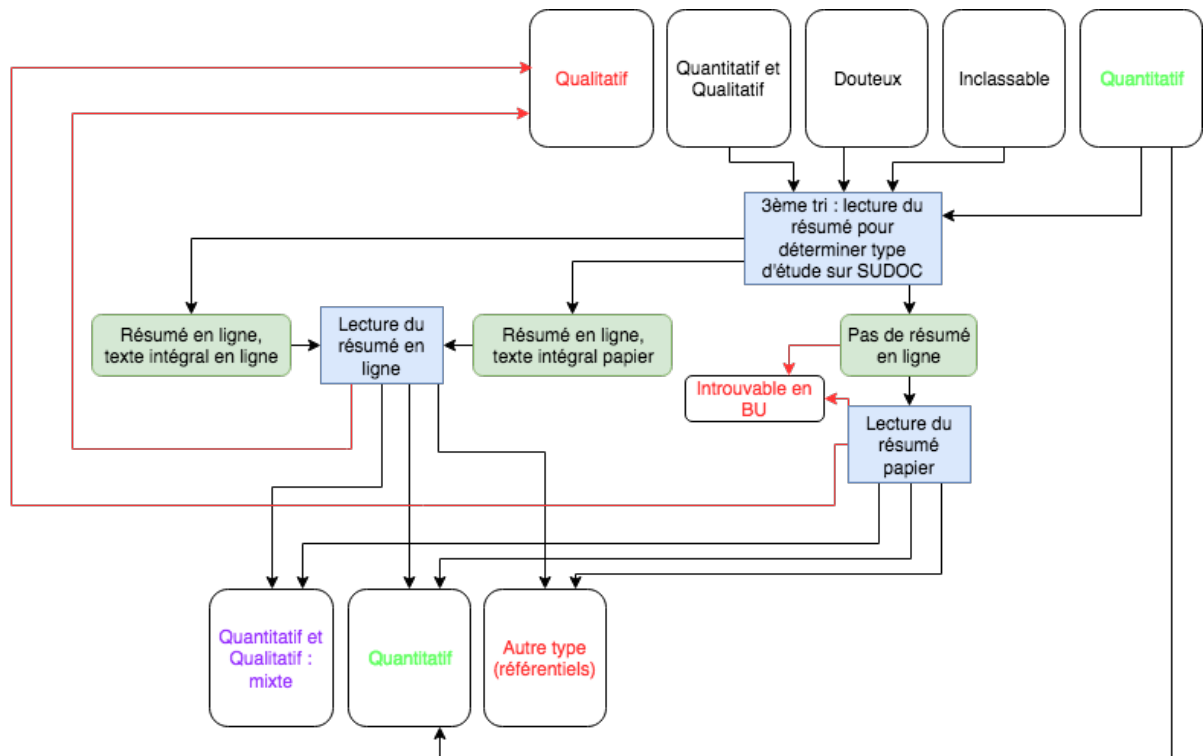 Qualitatif
Quantitatif et
Qualitatif
Douteux
Inclassable
Quantitatif
3ème tri : lecture du
résumé pour
déterminer type
d'étude sur SUDOC
Résumé en ligne,
texte intégral en ligne
Lecture du
résumé en
ligne
Résumé en ligne,
texte intégral papier
Pas de résumé
en ligne
Introuvable en
BU
Lecture du
résumé
papier
Quantitatif et
Qualitatif :
mixte
Quantitatif
Autre type
(référentiels)